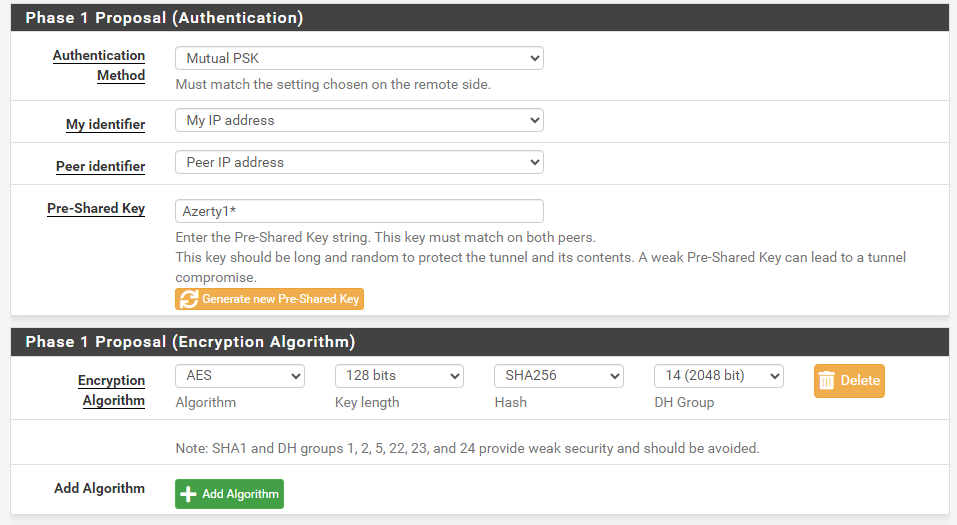 Phase 1 Proposal (Authentication)
Authentication Method
Mutual PSK
Must match the setting chosen on the remote side.
My identifier
My IP address
Peer identifier
Peer IP address
Pre-Shared Key
Azerty1*
Enter the Pre-Shared Key string. This key must match on both peers.
This key should be long and random to protect the tunnel and its contents. A weak Pre-Shared Key can lead to a tunnel
compromise.
Generate new Pre-Shared Key
Phase 1 Proposal (Encryption Algorithm)
Encryption Algorithm
AES 128 bits SHA256 14 (2048 bit) Delete
Algorithm Key length Hash DH Group
Note: SHA1 and DH groups 1, 2, 5, 22, 23, and 24 provide weak security and should be avoided.
Add Algorithm
Add Algorithm